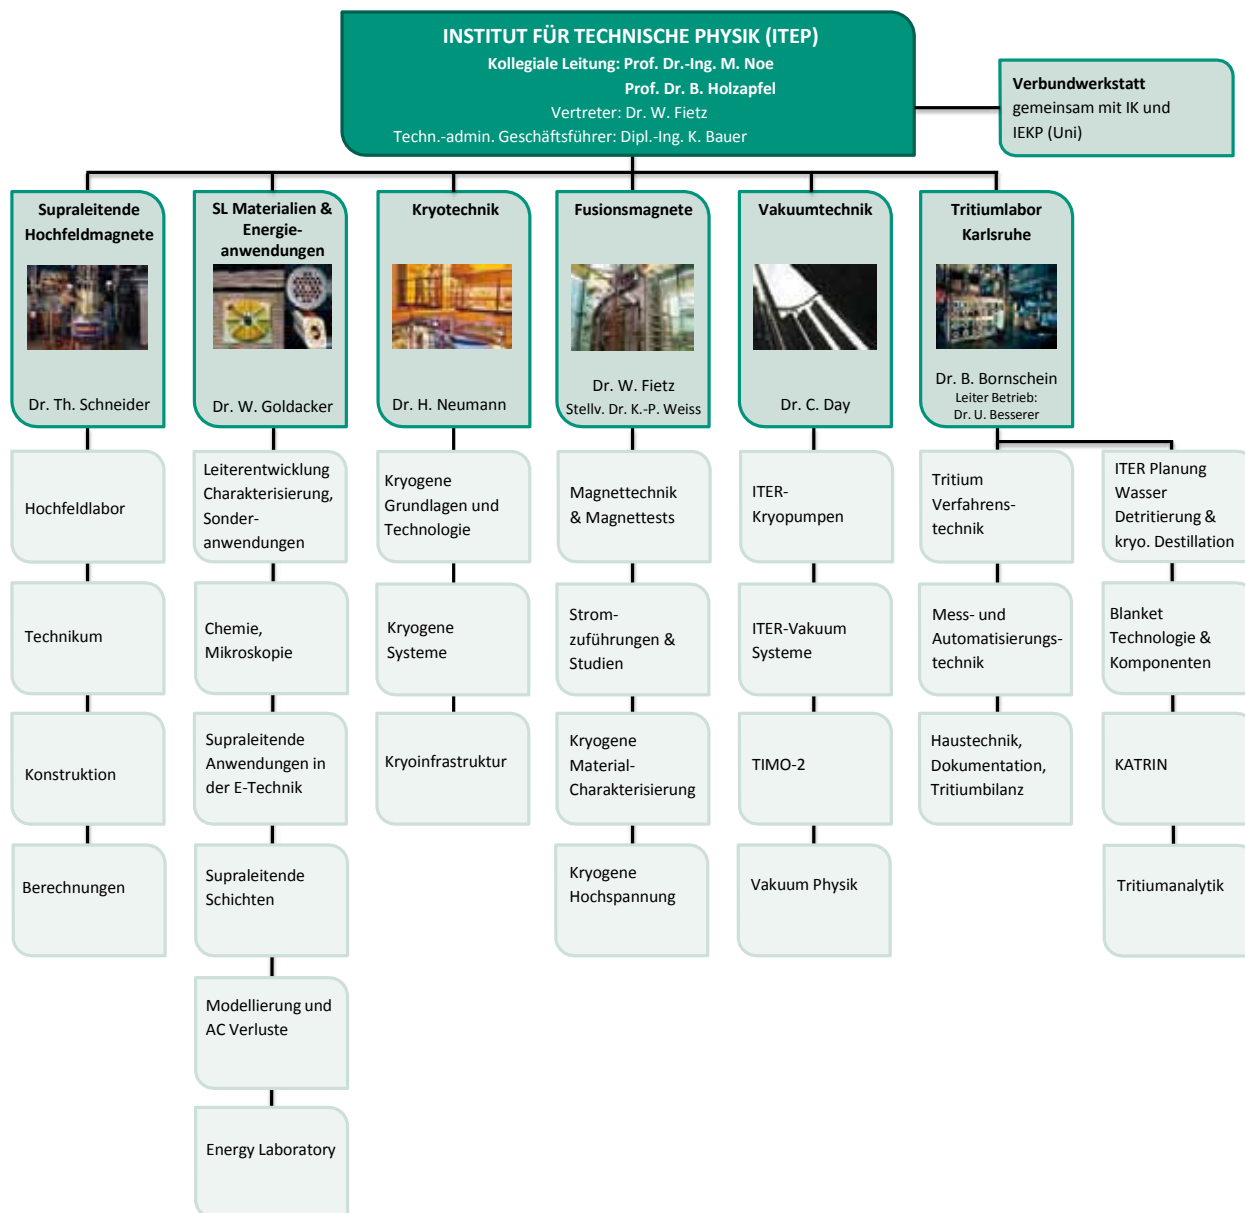 INSTITUT FÜR TECHNISCHE PHYSIK (ITEP)
Kollegiale Leitung: Prof. Dr.-Ing. M. Noe
Prof. Dr. B. Holzapfel
Vertreter: Dr. W. Fietz
Techn.-admin. Geschäftsführer: Dipl.-Ing. K. Bauer
Verbundwerkstatt
gemeinsam mit IK und
IEKP (Uni)
Supraleitende
Hochfeldmagnete
Dr. Th. Schneider
SL Materialien &
Energie-
anwendungen
Dr. W. Goldacker
Kryotechnik
Dr. H. Neumann
Fusionsmagnete
Dr. W. Fietz
Stellv. Dr. K.-P. Weiss
Vakuumtechnik
Dr. C. Day
Tritiumlabor
Karlsruhe
Dr. B. Bornschein
Leiter Betrieb:
Dr. U. Besserer
Hochfeldlabor
Technikum
Konstruktion
Berechnungen
Leiterentwicklung
Charakterisierung,
Sonder-
anwendungen
Chemie,
Mikroskopie
Supraleitende
Anwendungen in
der E-Technik
Supraleitende
Schichten
Modellierung und
AC Verluste
Energy Laboratory
Kryogene
Grundlagen und
Technologie
Kryogene
Systeme
Kryoinfrastruktur
Magnettechnik
& Magnettests
Strom-
zuführungen &
Studien
Kryogene
Material-
Charakterisierung
Kryogene
Hochspannung
ITER-
Kryopumpen
ITER-Vakuum
Systeme
TIMO-2
Vakuum Physik
Tritium
Verfahrens-
technik
Mess- und
Automatisierungs-
technik
Haustechnik,
Dokumentation,
Tritiumbilanz
ITER Planung
Wasser
Detritierung &
kryo. Destillation
Blanket
Technologie &
Komponenten
KATRIN
Tritiumanalytik